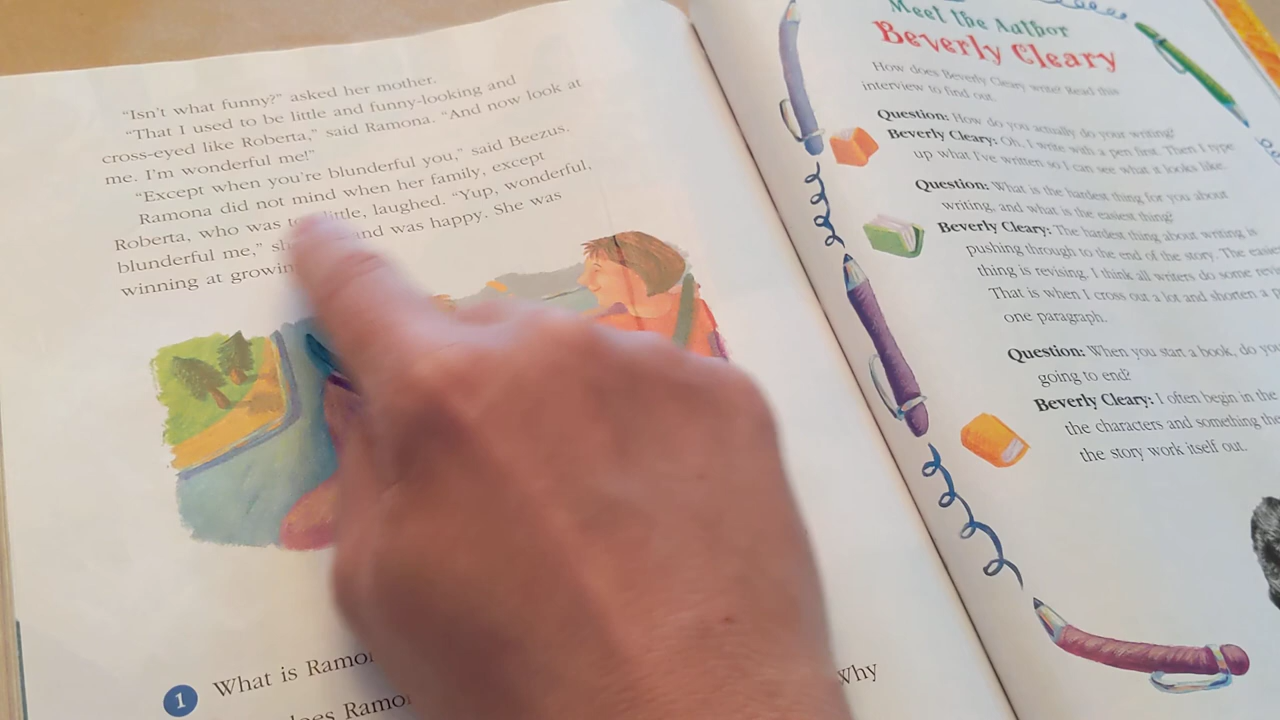 "Isn't what funny?" asked her mother.
"That I used to be little and funny-looking and
cross-eyed like Roberta," said Ramona. "And now look at
me. I'm wonderful me!"
"Except when you're blunderful you," said Beezus.
Ramona did not mind when her family, except
Roberta, who was little, laughed. "Yup, wonderful,
blunderful me," and was happy. She was
winning at
1
What is
Why
Meet the Author
Beverly Cleary
How does Beverly Cleary write? Read this
interview to find out.
Question: How do you actually do your writing?
Beverly Cleary: Oh, I write with a pen first. Then I type
up what I've written so I can see what it looks like.
Question: What is the hardest thing for you about
writing, and what is the easiest thing?
Beverly Cleary: The hardest thing about writing is
pushing through to the end of the story. The
thing is revising. I think all writers do some
That is when I cross out a lot and shorten a
one paragraph.
Question: When you start a book, do
going to end?
Beverly Cleary: I often begin in the
the characters and something
the story work itself out.